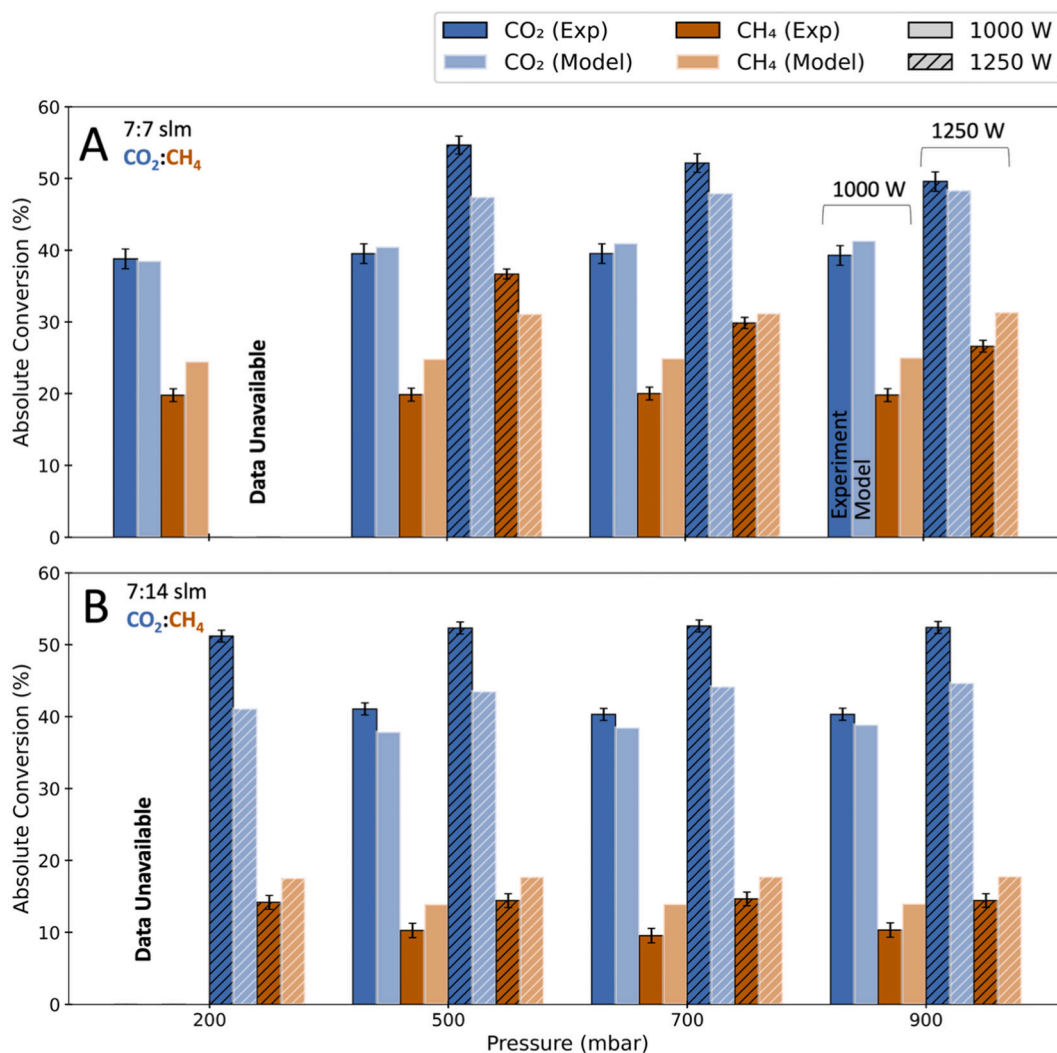 CO₂ (Exp) CH₄ (Exp) 1000 W
CO₂ (Model) CH₄ (Model) 1250 W
A
7:7 slm
CO₂:CH₄
1250 W
1000 W
Data Unavailable
Experiment
Model
Absolute Conversion (%)
60
50
40
30
20
10
0
B
7:14 slm
CO₂:CH₄
Data Unavailable
Absolute Conversion (%)
60
50
40
30
20
10
0
200 500 700 900
Pressure (mbar)